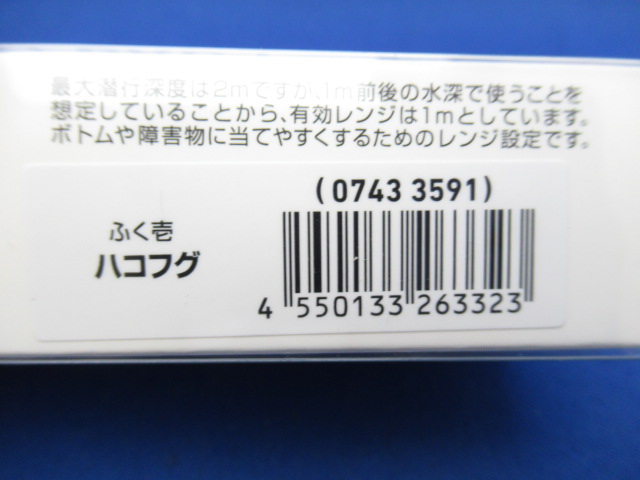 最大潜行深度は2mですが、1m前後の水深で使うことを
想定していることから、有効レンジは1mとしています。
ボトムや障害物に当てやすくするためのレンジ設定です。
(0743 3591)
ふく壱
ハコフグ
4 550133 263323